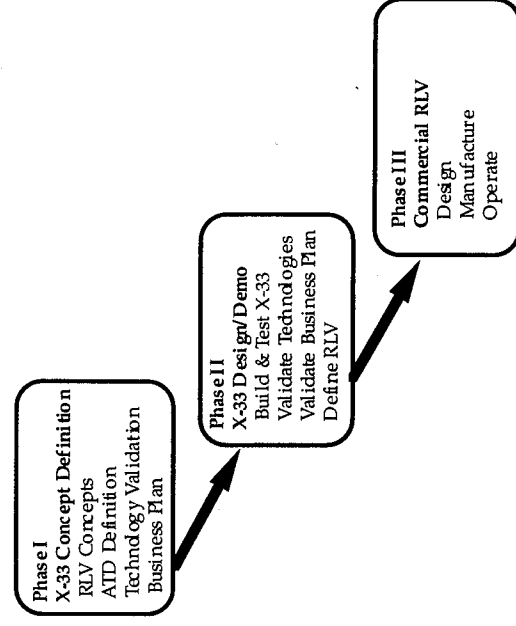 Phase I
X-33 Concept Definition
RLV Concepts
ATD Definition
Technology Validation
Business Plan
Phase II
X-33 Design/Demo
Build & Test X-33
Validate Technologies
Validate Business Plan
Define RLV
Phase III
Commercial RLV
Design
Manufacture
Operate